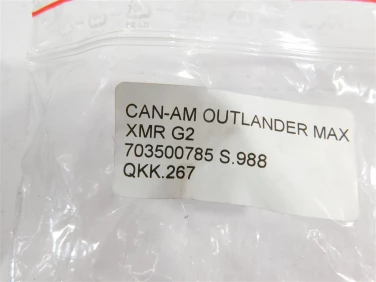 CAN-AM OUTLANDER MAX
XMR G2
703500785 S.988
QKK.267